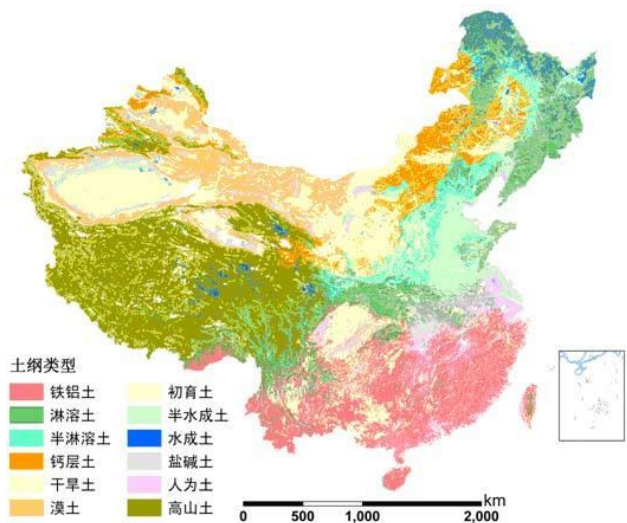 土纲类型
铁铝土
淋溶土
半淋溶土
钙层土
干旱土
漠土
初育土
半水成土
水成土
盐碱土
人为土
高山土
km
0 500 1,000 2,000